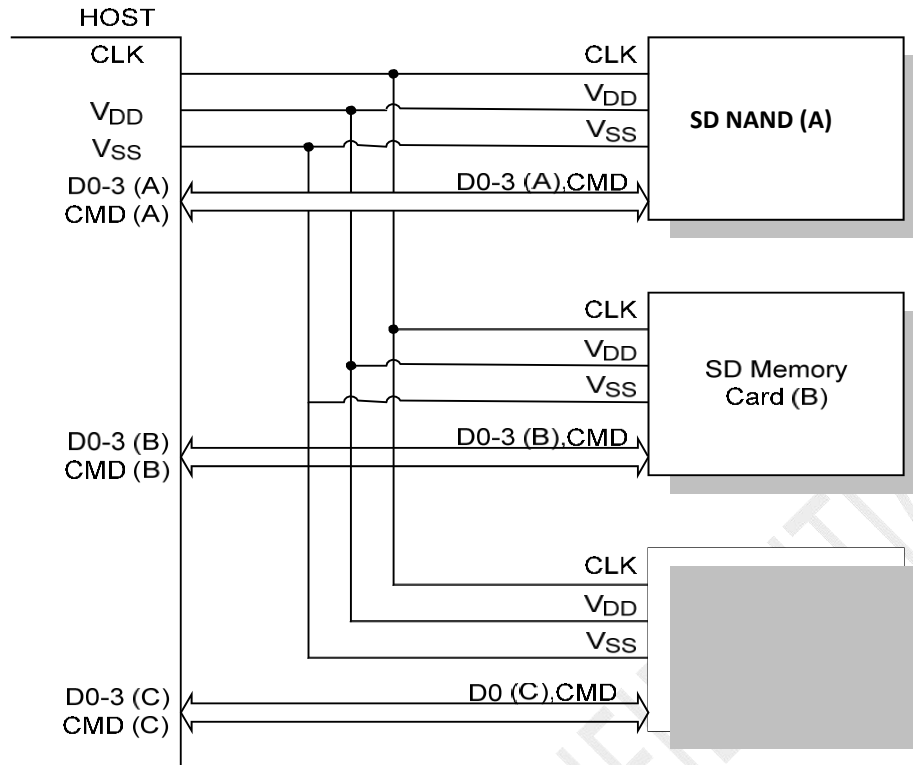 HOST
CLK
CLK
VDD
VDD
SD NAND (A)
VSS
VSS
D0-3 (A)
D0-3 (A),CMD
CMD (A)
CLK
VDD
SD Memory
Card (B)
VSS
D0-3 (B)
D0-3 (B),CMD
CMD (B)
CLK
VDD
VSS
D0-3 (C)
D0 (C),CMD
CMD (C)